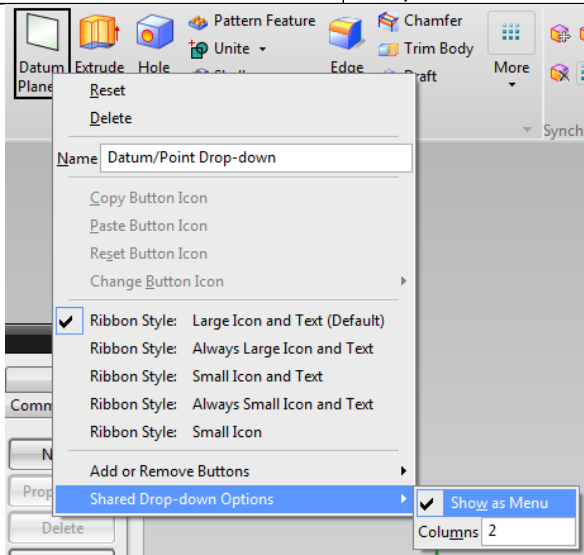 Pattern Feature
Chamfer
Unite
Trim Body
Datum
Plane
Extrude
Hole
Edge
Draft
More
Synch
Reset
Delete
Name Datum/Point Drop-down
Copy Button Icon
Paste Button Icon
Reset Button Icon
Change Button Icon
Ribbon Style: Large Icon and Text (Default)
Ribbon Style: Always Large Icon and Text
Ribbon Style: Small Icon and Text
Ribbon Style: Always Small Icon and Text
Ribbon Style: Small Icon
Comm
N
Add or Remove Buttons
Prop
Shared Drop-down Options
Show as Menu
Delete
Columns 2